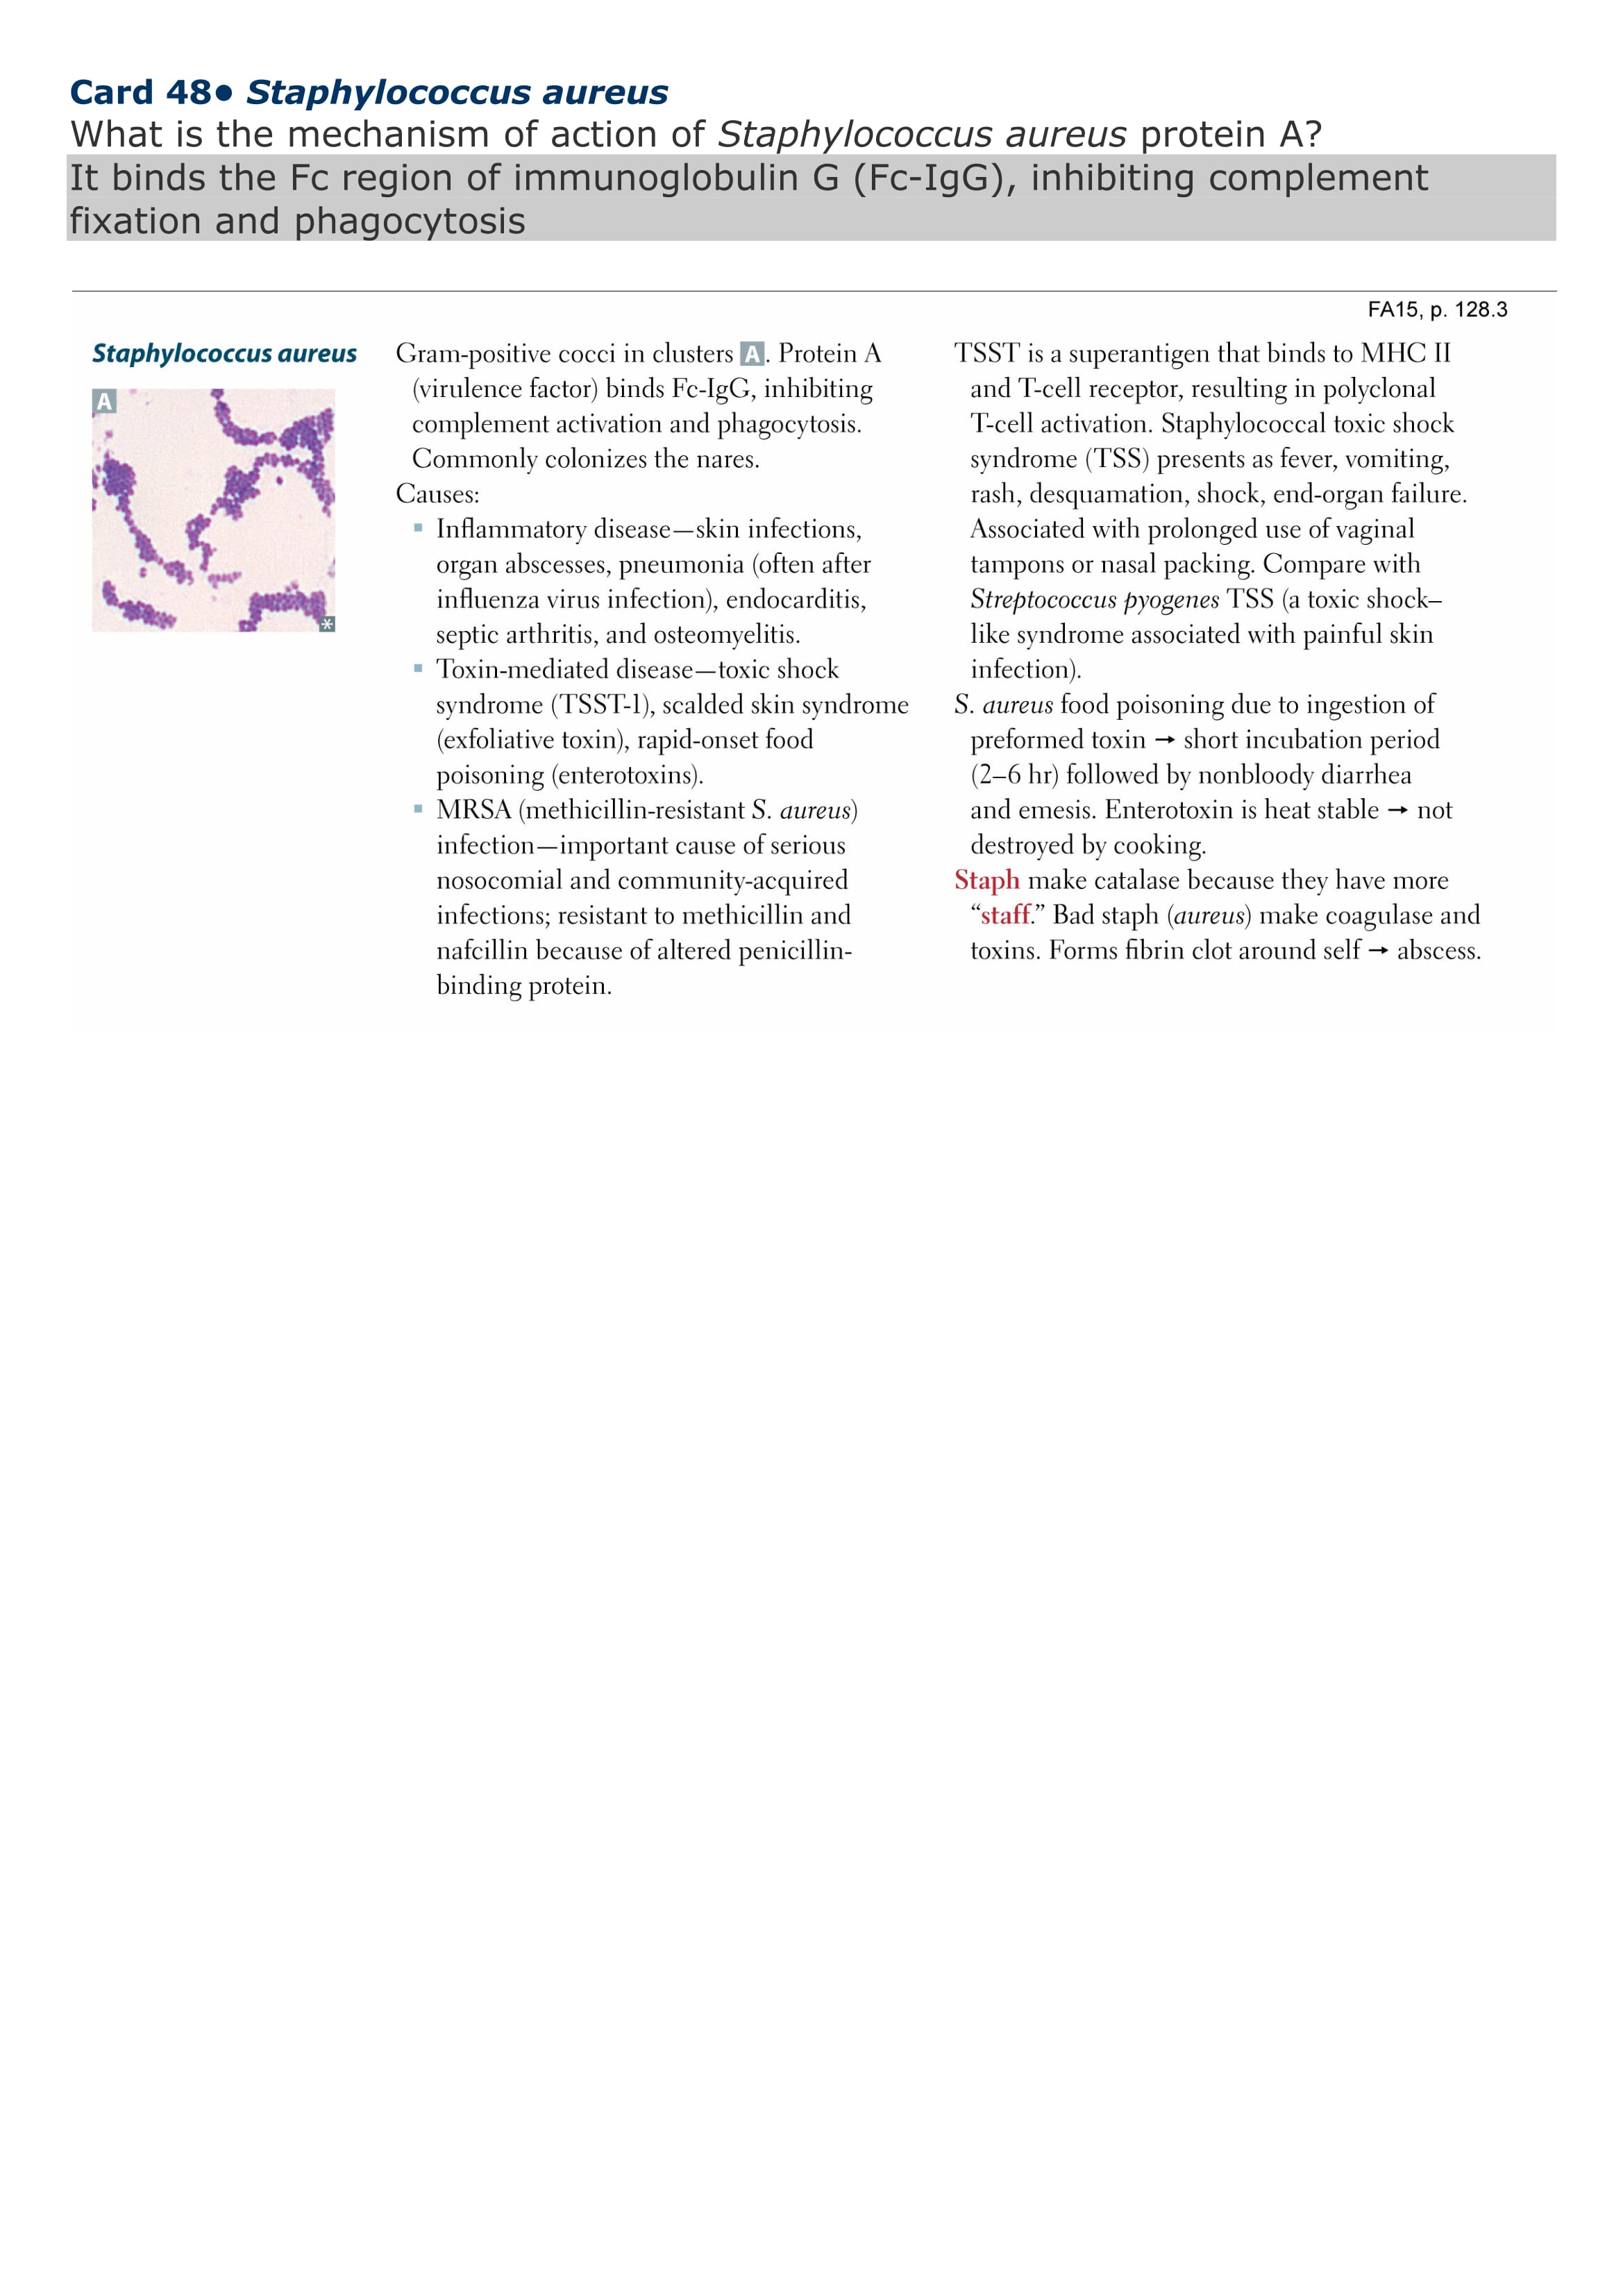 Card 48● Staphylococcus aureus
What is the mechanism of action of Staphylococcus aureus protein A?
It binds the Fc region of immunoglobulin G (Fc-IgG), inhibiting complement
fixation and phagocytosis
FA15, p. 128.3
Staphylococcus aureus
A
*
Gram-positive cocci in clusters A. Protein A
(virulence factor) binds Fc-IgG, inhibiting
complement activation and phagocytosis.
Commonly colonizes the nares.
Causes:
▪ Inflammatory disease—skin infections,
organ abscesses, pneumonia (often after
influenza virus infection), endocarditis,
septic arthritis, and osteomyelitis.
▪ Toxin-mediated disease—toxic shock
syndrome (TSST-1), scalded skin syndrome
(exfoliative toxin), rapid-onset food
poisoning (enterotoxins).
▪ MRSA (methicillin-resistant S. aureus)
infection—important cause of serious
nosocomial and community-acquired
infections; resistant to methicillin and
nafcillin because of altered penicillin-
binding protein.
TSST is a superantigen that binds to MHC II
and T-cell receptor, resulting in polyclonal
T-cell activation. Staphylococcal toxic shock
syndrome (TSS) presents as fever, vomiting,
rash, desquamation, shock, end-organ failure.
Associated with prolonged use of vaginal
tampons or nasal packing. Compare with
Streptococcus pyogenes TSS (a toxic shock–
like syndrome associated with painful skin
infection).
S. aureus food poisoning due to ingestion of
preformed toxin → short incubation period
(2–6 hr) followed by nonbloody diarrhea
and emesis. Enterotoxin is heat stable → not
destroyed by cooking.
Staph make catalase because they have more
“staff.” Bad staph (aureus) make coagulase and
toxins. Forms fibrin clot around self → abscess.